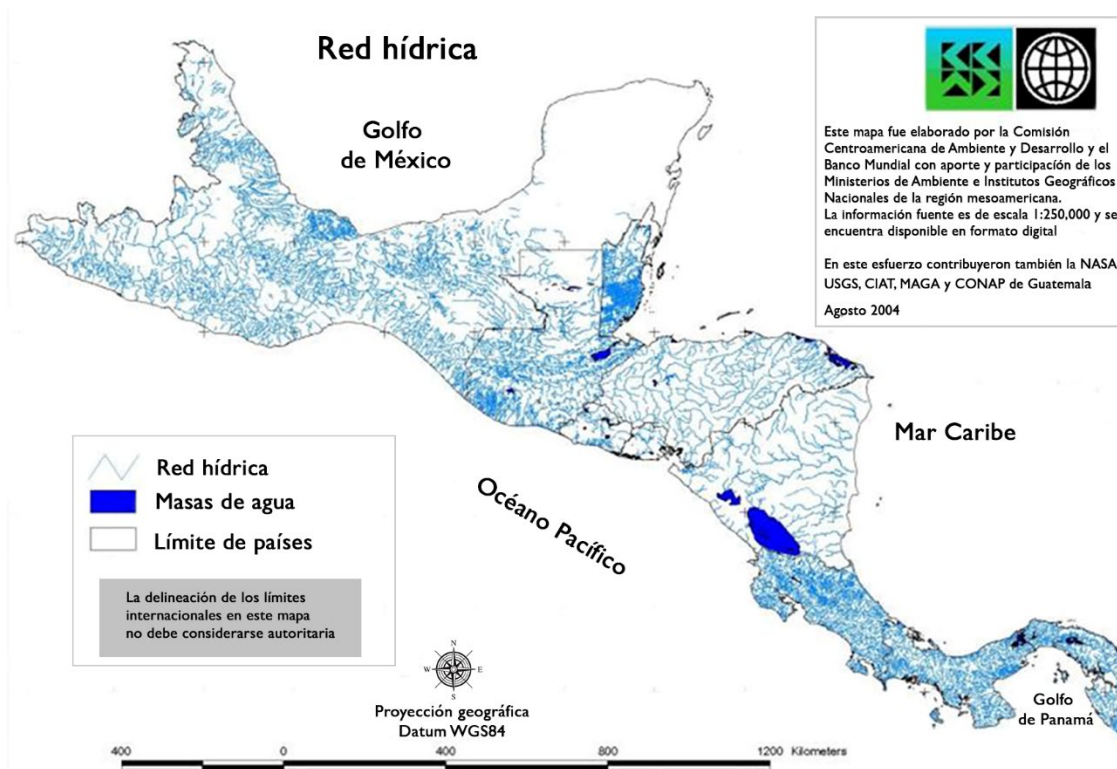 Red hídrica
Golfo
de México
Este mapa fue elaborado por la Comisión
Centroamericana de Ambiente y Desarrollo y el
Banco Mundial con aporte y participación de los
Ministerios de Ambiente e Institutos Geográficos
Nacionales de la región mesoamericana.
La información fuente es de escala 1:250,000 y se
encuentra disponible en formato digital
En este esfuerzo contribuyeron también la NASA
USGS, CIAT, MAGA y CONAP de Guatemala
Agosto 2004
Mar Caribe
Océano Pacífico
Red hídrica
Masas de agua
Límite de países
La delineación de los límites
internacionales en este mapa
no debe considerarse autoritaria
N
W E
S
Proyección geográfica
Datum WGS84
Golfo
de Panamá
400 0 400 800 1200 Kilometers